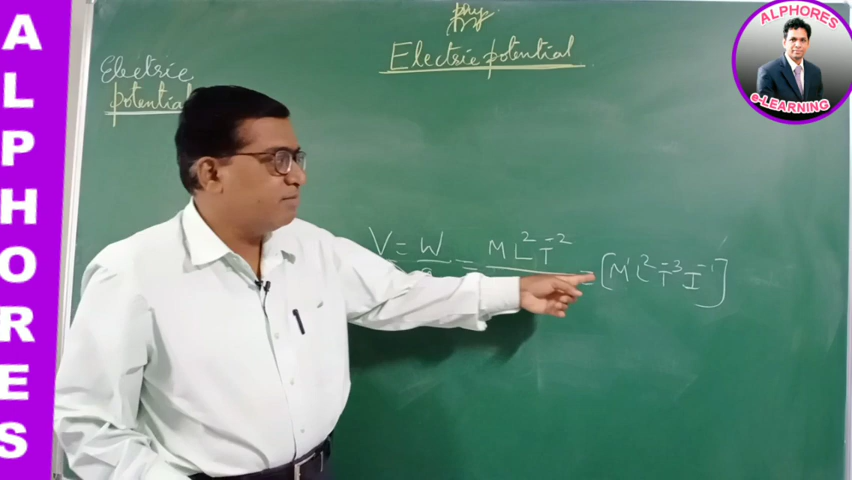 ALPHORES
phy.
Electric potential
Electric
potential
V = W = ML²T⁻² = [M¹L²T⁻³I⁻¹]
ALPHORES
e-LEARNING